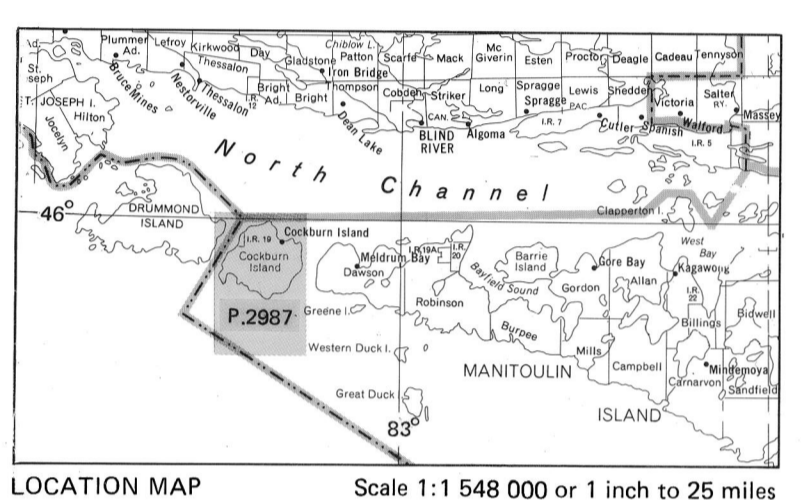 Plummer Ad.
Lefroy
Kirkwood
Day
Gladstone
Chiblow L.
Patton
Scarfe
Mack
Mc Giverin
Esten
Proctor
Deagle
Cadeau
Tennyson
St.
Joseph
Bruce Mines
Nestorville
Thessalon
Thessalon
I.R. 12
Bright Ad.
Bright
Iron Bridge
Thompson
Cobden
Striker
Long
Spragge
Spragge
Lewis
PAC
Shedden
Victoria
Salter
RY.
Massey
JOSEPH I.
Hilton
Jocelyn
Dean Lake
CAN.
BLIND RIVER
Algoma
I.R. 7
Cutler
Spanish
Walford
I.R. 5
North Channel
46°
DRUMMOND ISLAND
Clapperton I.
I.R. 19
Cockburn Island
Cockburn Island
P.2987
Meldrum Bay
Dawson
I.R. 19A
I.R. 20
Bayfield Sound
Barrie Island
Gordon
Gore Bay
Allan
West Bay
Kagawong
I.R. 22
Billings
Bidwell
Greene I.
Robinson
Burpee
Mills
Campbell
Carnarvon
Mindemoya
Sandfield
Western Duck I.
Great Duck
MANITOULIN
ISLAND
83°
LOCATION MAP
Scale 1:1 548 000 or 1 inch to 25 miles